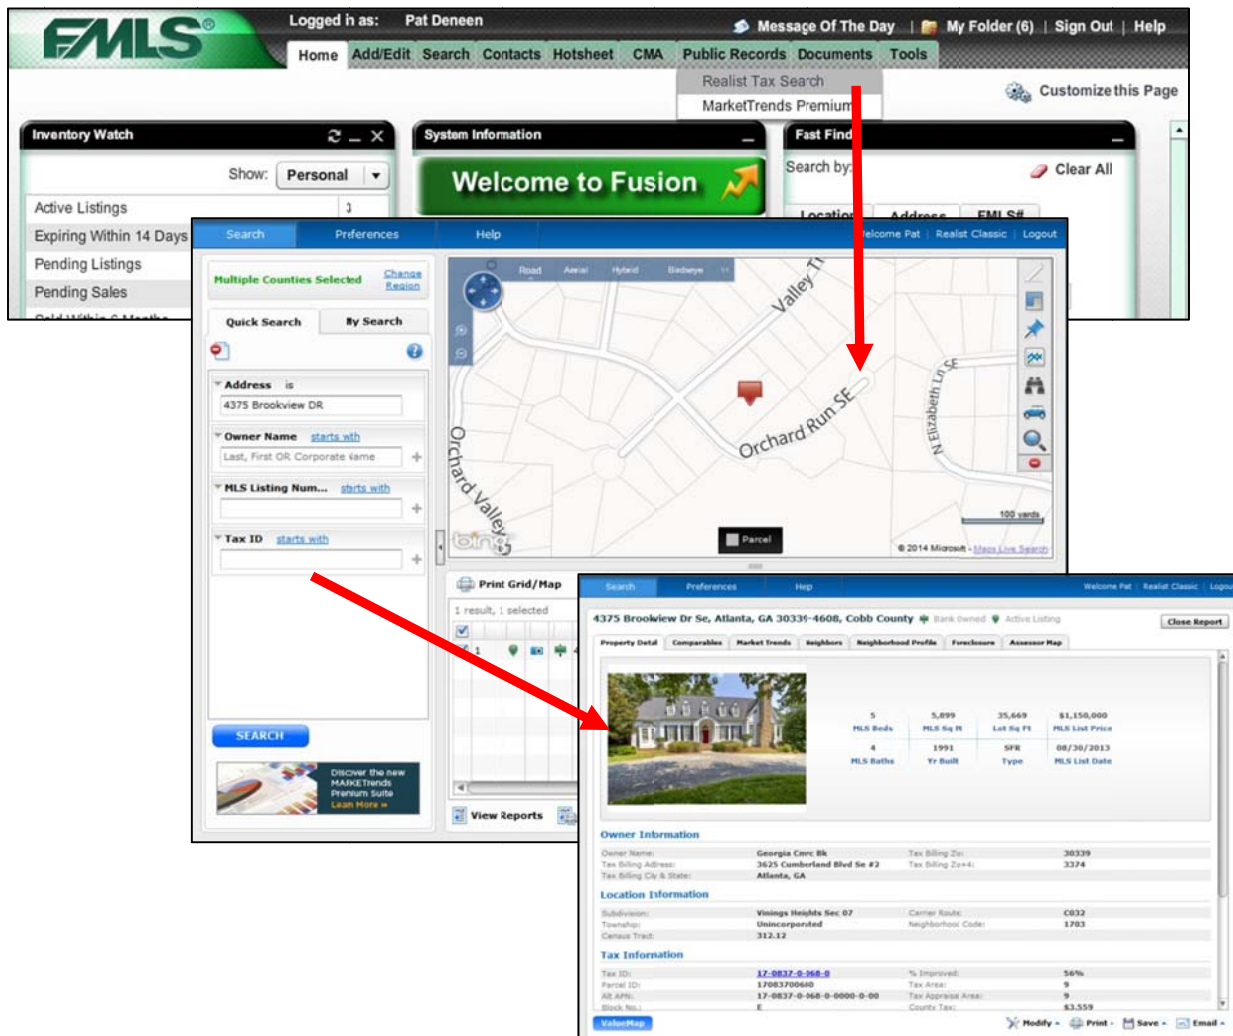 FMLS®
Logged in as: Pat Deneen
Message Of The Day | My Folder (6) | Sign Out | Help
Home Add/Edit Search Contacts Hotsheet CMA Public Records Documents Tools
Realist Tax Search
MarketTrends Premium
Customize this Page
Inventory Watch
Show: Personal
Active Listings
Expiring Within 14 Days
Pending Listings
Pending Sales
System Information
Welcome to Fusion
Fast Find
Search by:
Clear All
Location Address FMLS#
Search Preferences Help
Welcome Pat | Realist Classic | Logout
Multiple Counties Selected
Change Region
Quick Search My Search
Address is
4375 Brookview DR
Owner Name starts with
Last, First OR Corporate Name
MLS Listing Num... starts with
Tax ID starts with
SEARCH
Discover the new
MARKETrends
Premium Suite
Learn More »
Road Aerial Hybrid Birdseye
Valley
Orchard Run SE
N Elizabeth Ln SE
Orchard Valley
bing
Parcel
100 yards
© 2014 Microsoft - Maps Live Search
Print Grid/Map
1 result, 1 selected
1
View Reports
Search Preferences Help
Welcome Pat | Realist Classic | Logou
4375 Brookview Dr Se, Atlanta, GA 30339-4608, Cobb County Bank Owned Active Listing
Close Report
Property Detail Comparables Market Trends Neighbors Neighborhood Profile Foreclosure Assessor Map
5 5,899 35,669 $1,150,000
MLS Beds MLS Sq Ft Lot Sq Ft MLS List Price
4 1991 SFR 08/30/2013
MLS Baths Yr Built Type MLS List Date
Owner Information
Owner Name: Georgia Cmrc Bk Tax Billing Zip: 30339
Tax Billing Address: 3625 Cumberland Blvd Se #2 Tax Billing Zip+4: 3374
Tax Billing City & State: Atlanta, GA
Location Information
Subdivision: Vinings Heights Sec 07 Carrier Route: C032
Township: Unincorporated Neighborhood Code: 1703
Census Tract: 312.12
Tax Information
Tax ID: 17-0837-0-068-0 % Improved: 56%
Parcel ID: 17083700680 Tax Area: 9
Alt APN: 17-0837-0-068-0-0000-0-00 Tax Appraisal Area: 9
Block No.: E County Tax: $3,559
ValueMap
Modify Print Save Email